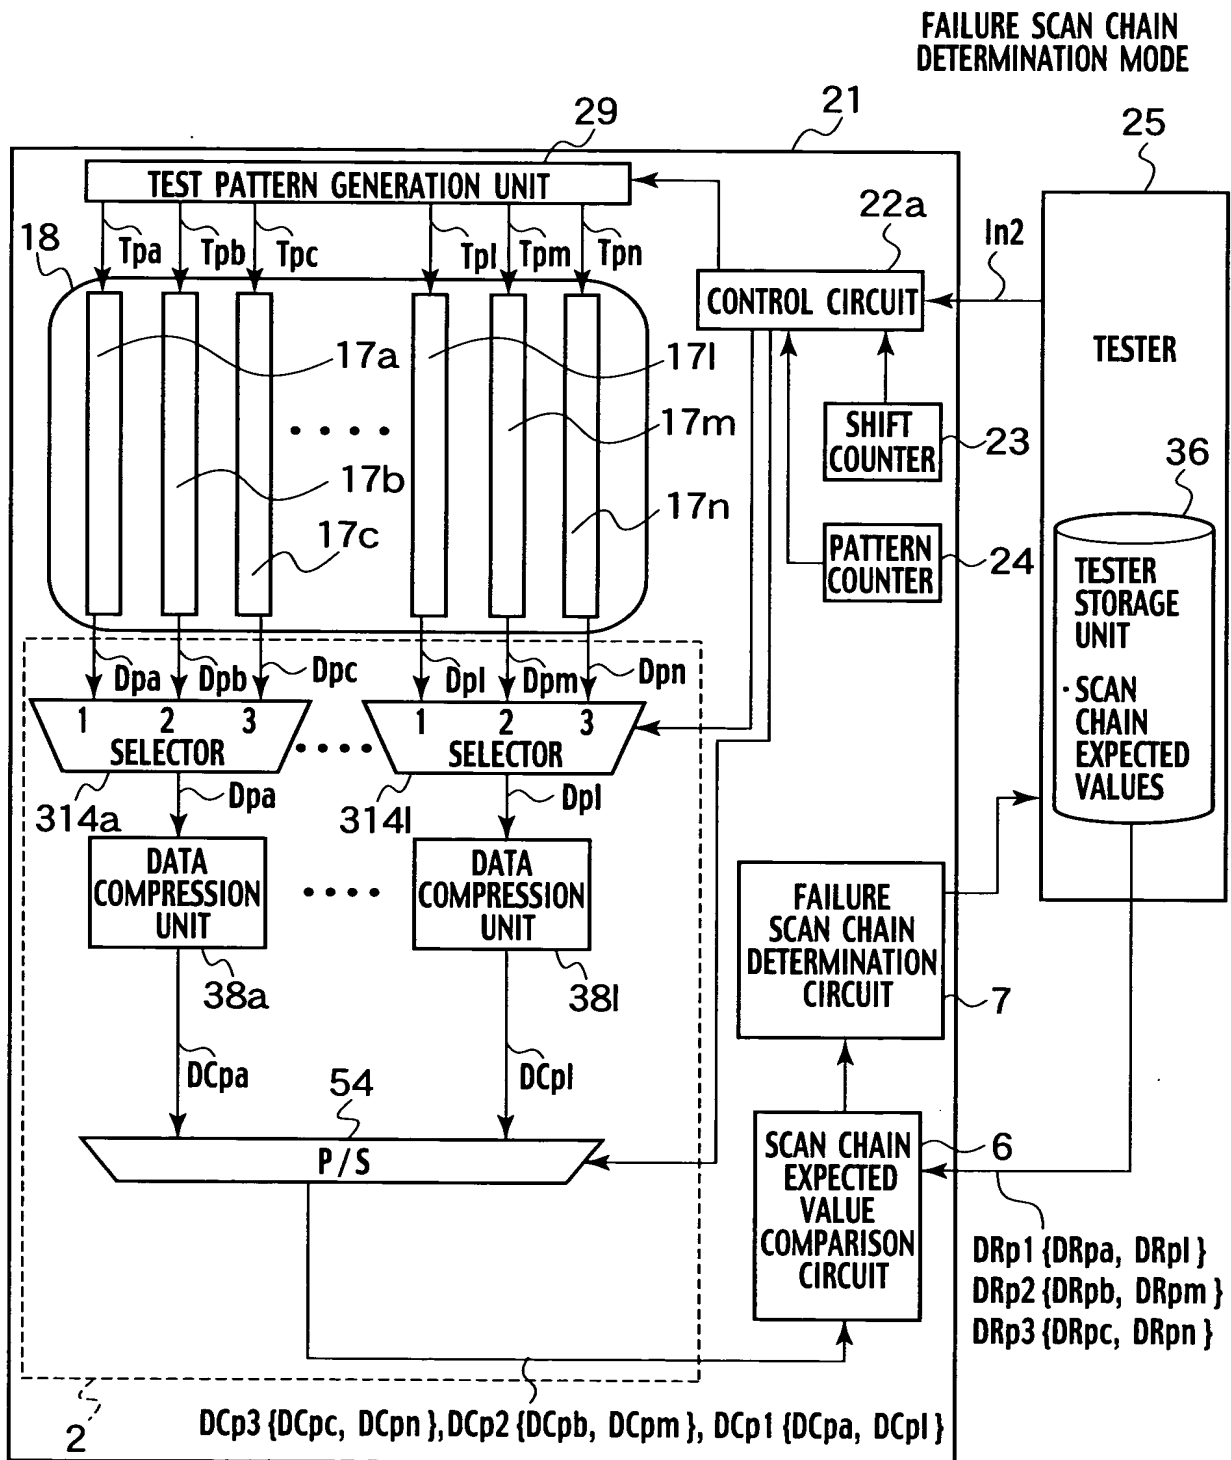 FAILURE SCAN CHAIN
DETERMINATION MODE
21
25
29
TEST PATTERN GENERATION UNIT
22a
In2
18
Tpa Tpb Tpc Tpl Tpm Tpn
CONTROL CIRCUIT
TESTER
17a
17l
17m
17b
17n
17c
SHIFT
COUNTER
23
36
PATTERN
COUNTER
24
TESTER
STORAGE
UNIT
· SCAN
CHAIN
EXPECTED
VALUES
Dpa Dpb Dpc Dpl Dpm Dpn
1 2 3
SELECTOR
1 2 3
SELECTOR
314a
Dpa
314l
Dpl
DATA
COMPRESSION
UNIT
DATA
COMPRESSION
UNIT
38a
38l
FAILURE
SCAN CHAIN
DETERMINATION
CIRCUIT
7
DCpa
DCpl
54
P/S
SCAN CHAIN
EXPECTED
VALUE
COMPARISON
CIRCUIT
6
DRp1 {DRpa, DRpl }
DRp2 {DRpb, DRpm }
DRp3 {DRpc, DRpn }
2
DCp3 {DCpc, DCpn }, DCp2 {DCpb, DCpm }, DCp1 {DCpa, DCpl }